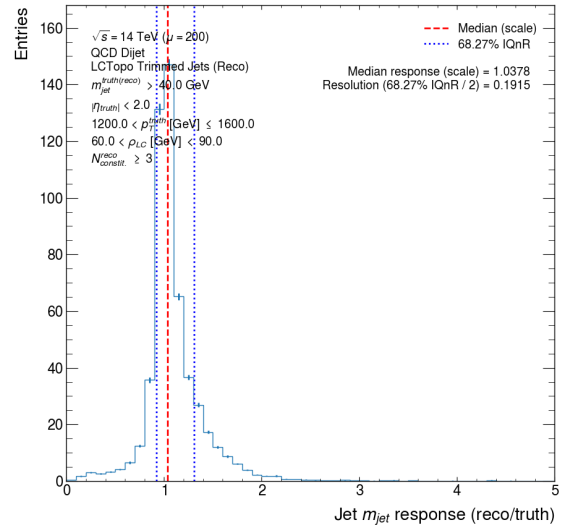 Entries
160
140
120
100
80
60
40
20
0
√s = 14 TeV (μ = 200)
QCD Dijet
LCTopo Trimmed Jets (Reco)
m_jet^truth(reco) > 40.0 GeV
|η_truth| < 2.0
1200.0 < p_T^truth [GeV] ≤ 1600.0
60.0 < ρ_LC [GeV] < 90.0
N_constit.^reco ≥ 3
Median (scale)
68.27% IQnR
Median response (scale) = 1.0378
Resolution (68.27% IQnR / 2) = 0.1915
0 1 2 3 4 5
Jet m_jet response (reco/truth)